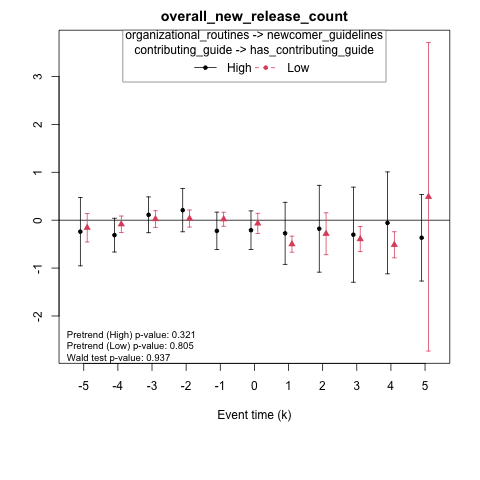 overall_new_release_count
organizational_routines -> newcomer_guidelines
contributing_guide -> has_contributing_guide
High Low
3
2
1
0
-1
-2
Pretrend (High) p-value: 0.321
Pretrend (Low) p-value: 0.805
Wald test p-value: 0.937
-5 -4 -3 -2 -1 0 1 2 3 4 5
Event time (k)